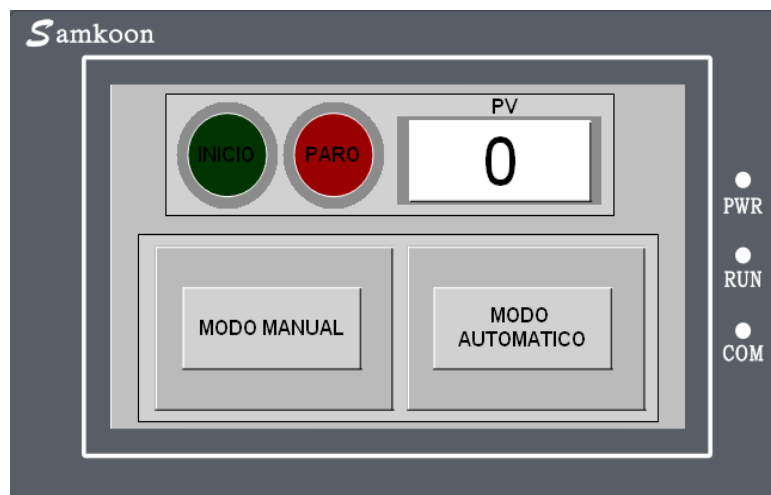 Samkoon
PV
INICIO
PARO
0
PWR
RUN
MODO MANUAL
MODO
AUTOMATICO
COM